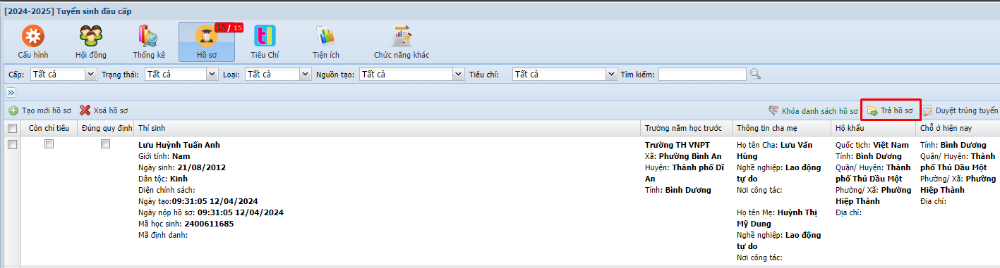 [2024-2025] Tuyển sinh đầu cấp
Cấu hình
Hội đồng
Thống kê
/ 15
Hồ sơ
Tiêu Chí
Tiện ích
Chức năng khác
Cấp: Tất cả Trạng thái: Tất cả Loại: Tất cả Nguồn tạo: Tất cả Tiêu chí: Tất cả Tìm kiếm:
Tạo mới hồ sơ Xoá hồ sơ Khóa danh sách hồ sơ Trả hồ sơ Duyệt trúng tuyển
Còn chỉ tiêu Đúng quy định Thí sinh Trường năm học trước Thông tin cha mẹ Hộ khẩu Chỗ ở hiện nay
Lưu Huỳnh Tuấn Anh
Giới tính: Nam
Ngày sinh: 21/08/2012
Dân tộc: Kinh
Diện chính sách:
Ngày tạo:09:31:05 12/04/2024
Ngày nộp hồ sơ: 09:31:05 12/04/2024
Mã học sinh: 2400611685
Mã định danh:
Trường TH VNPT
Xã: Phường Bình An
Huyện: Thành phố Dĩ
An
Tỉnh: Bình Dương
Họ tên Cha: Lưu Văn
Hùng
Nghề nghiệp: Lao động
tự do
Nơi công tác:
Họ tên Mẹ: Huỳnh Thị
Mỹ Dung
Nghề nghiệp: Lao động
tự do
Nơi công tác:
Quốc tịch: Việt Nam
Tỉnh: Bình Dương
Quận/ Huyện: Thành
phố Thủ Dầu Một
Phường/ Xã: Phường
Hiệp Thành
Địa chỉ:
Tỉnh: Bình Dương
Quận/ Huyện: Thành
phố Thủ Dầu Một
Phường/ Xã: Phường
Hiệp Thành
Địa chỉ: